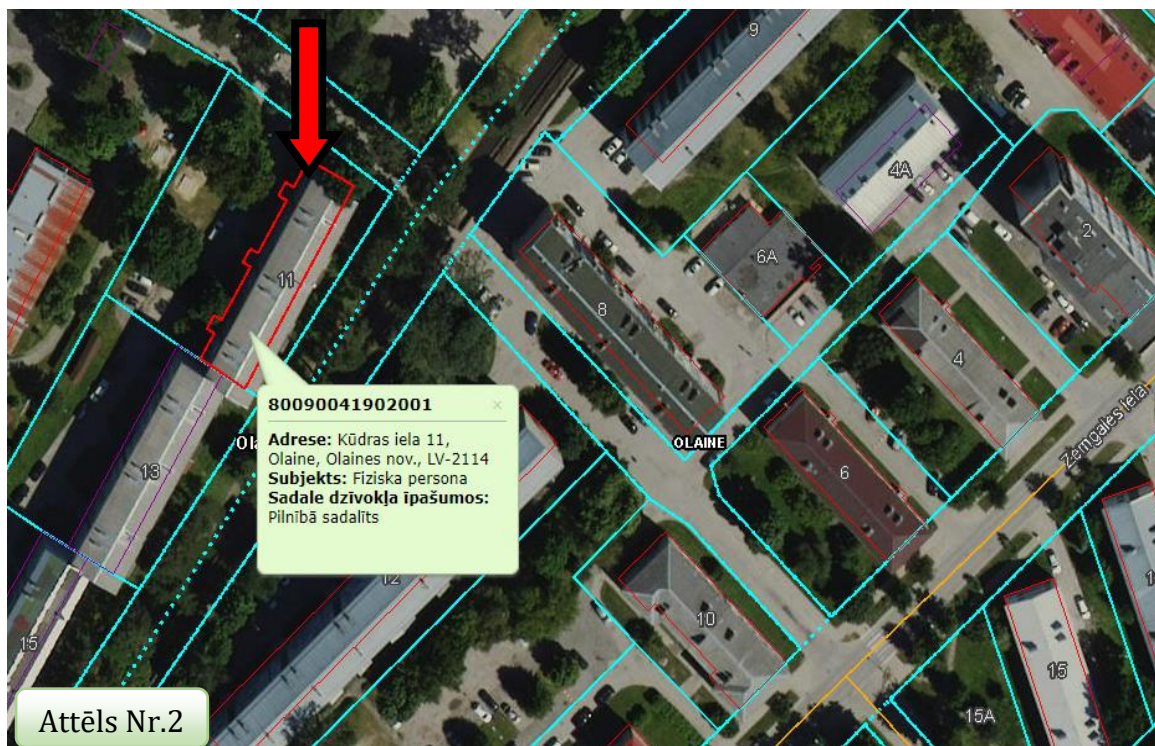 9
4A
2
6A
11
8
4
80090041902001 ×
Adrese: Kūdras iela 11,
Olaine, Olaines nov., LV-2114
Subjekts: Fiziska persona
Sadale dzīvokļa īpašumos:
Pilnībā sadalīts
OLAINE
Zemgales iela
13
6
12
10
15
15
15A
Attēls Nr.2